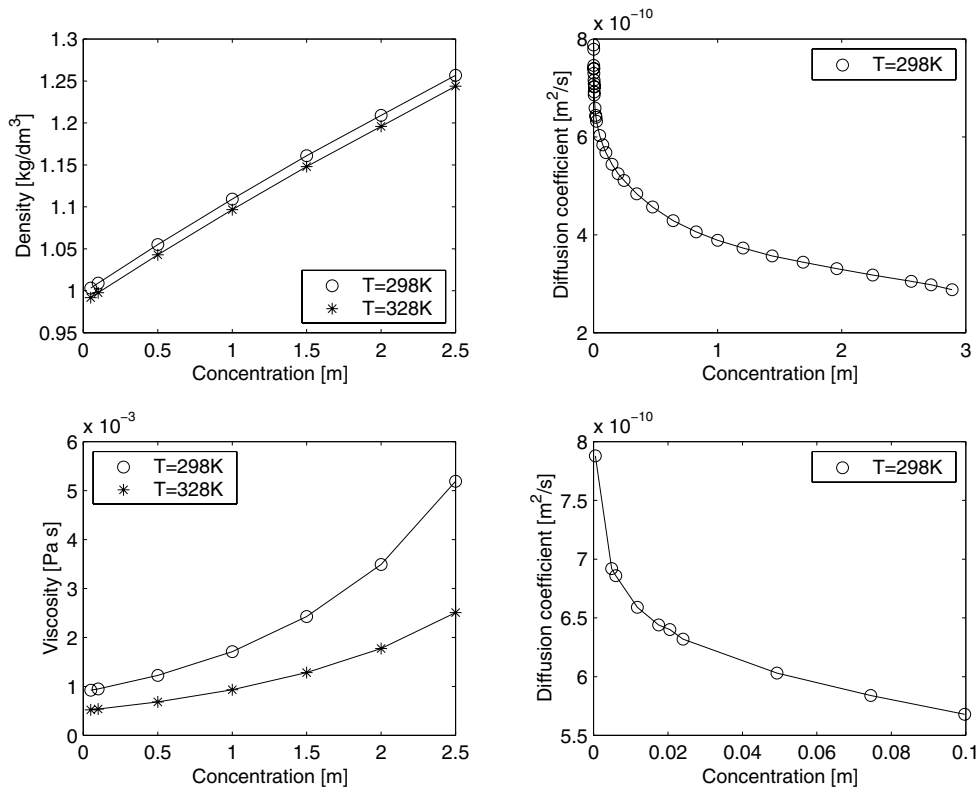 1.3
1.25
1.2
1.15
1.1
1.05
1
0.95
Density [kg/dm³]
T=298K
T=328K
0 0.5 1 1.5 2 2.5
Concentration [m]
x 10⁻¹⁰
8
6
4
2
Diffusion coefficient [m²/s]
T=298K
0 1 2 3
Concentration [m]
x 10⁻³
6
5
4
3
2
1
0
Viscosity [Pa s]
T=298K
T=328K
0 0.5 1 1.5 2 2.5
Concentration [m]
x 10⁻¹⁰
8
7.5
7
6.5
6
5.5
Diffusion coefficient [m²/s]
T=298K
0 0.02 0.04 0.06 0.08 0.1
Concentration [m]